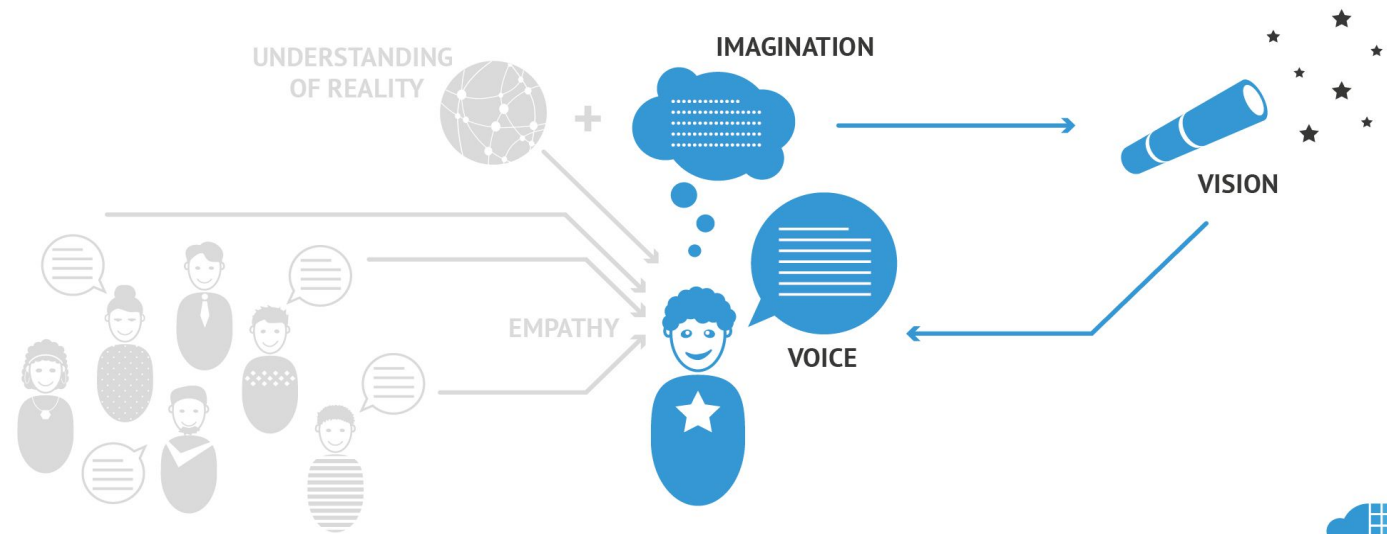 UNDERSTANDING
OF REALITY
IMAGINATION
VISION
EMPATHY
VOICE